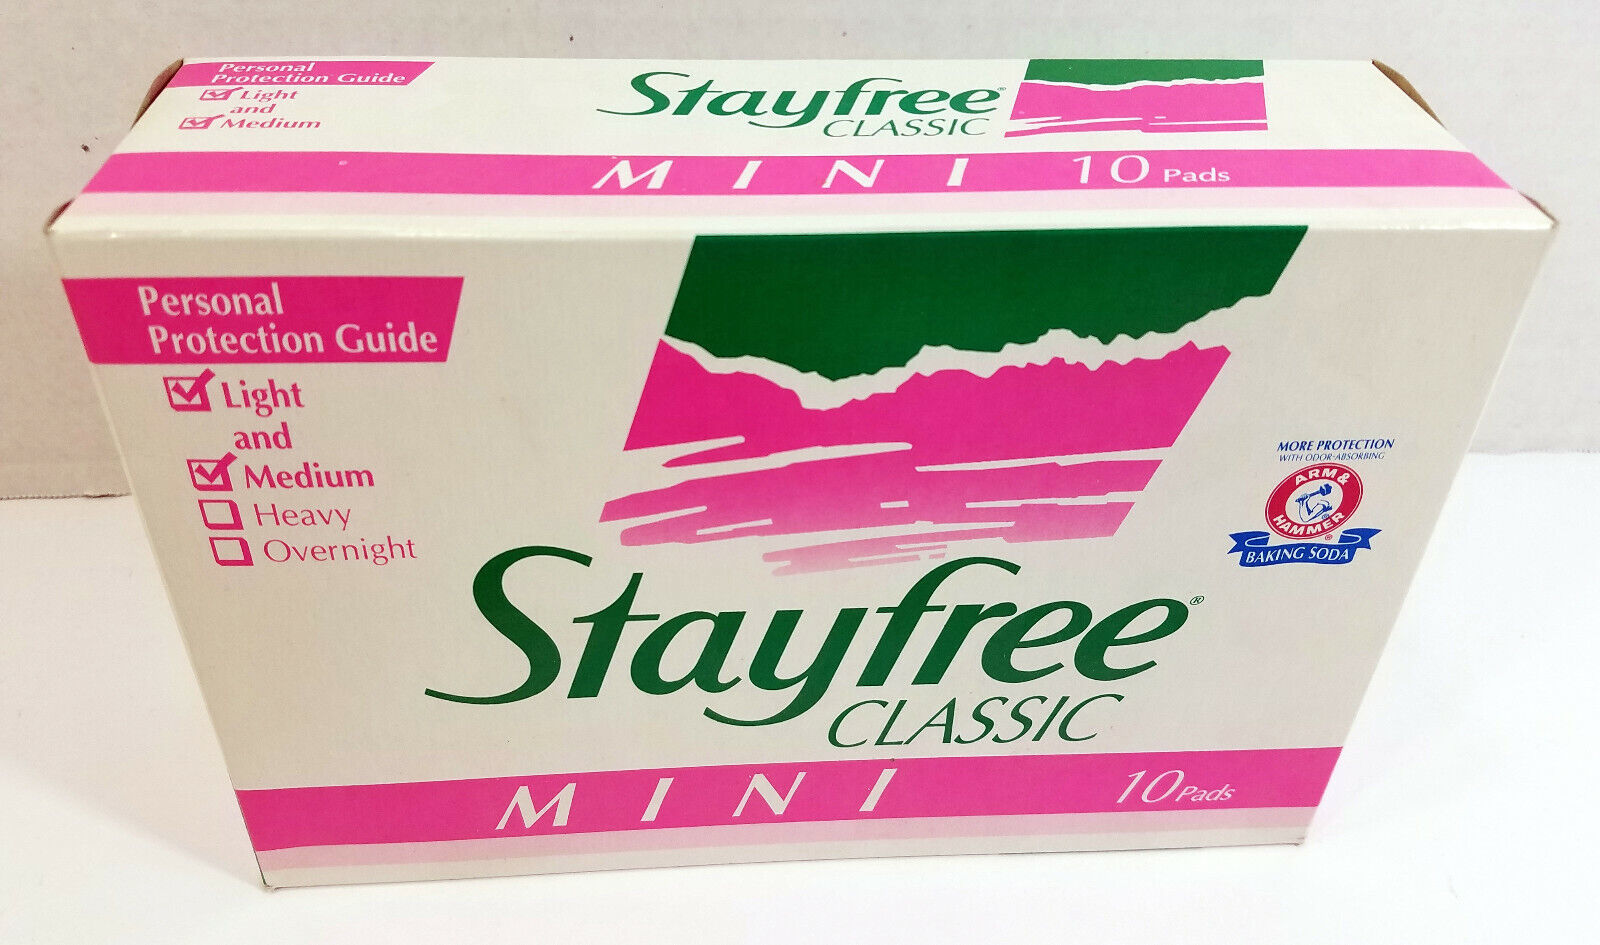 Personal
Protection Guide
Light
and
Medium
Stayfree®
CLASSIC
MINI 10 Pads
Personal
Protection Guide
Light
and
Medium
Heavy
Overnight
MORE PROTECTION
WITH ODOR-ABSORBING
ARM &
HAMMER®
BAKING SODA
Stayfree®
CLASSIC
MINI 10 Pads